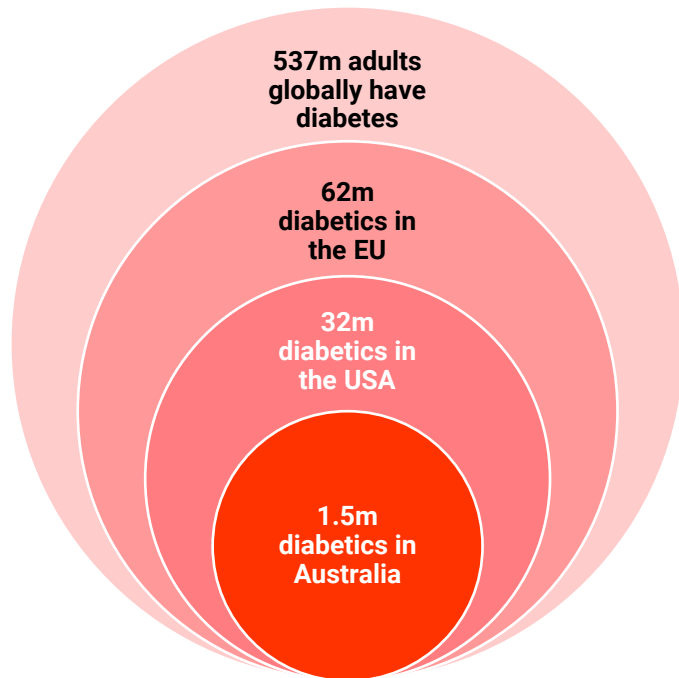 537m adults
globally have
diabetes
62m
diabetics in
the EU
32m
diabetics in
the USA
1.5m
diabetics in
Australia